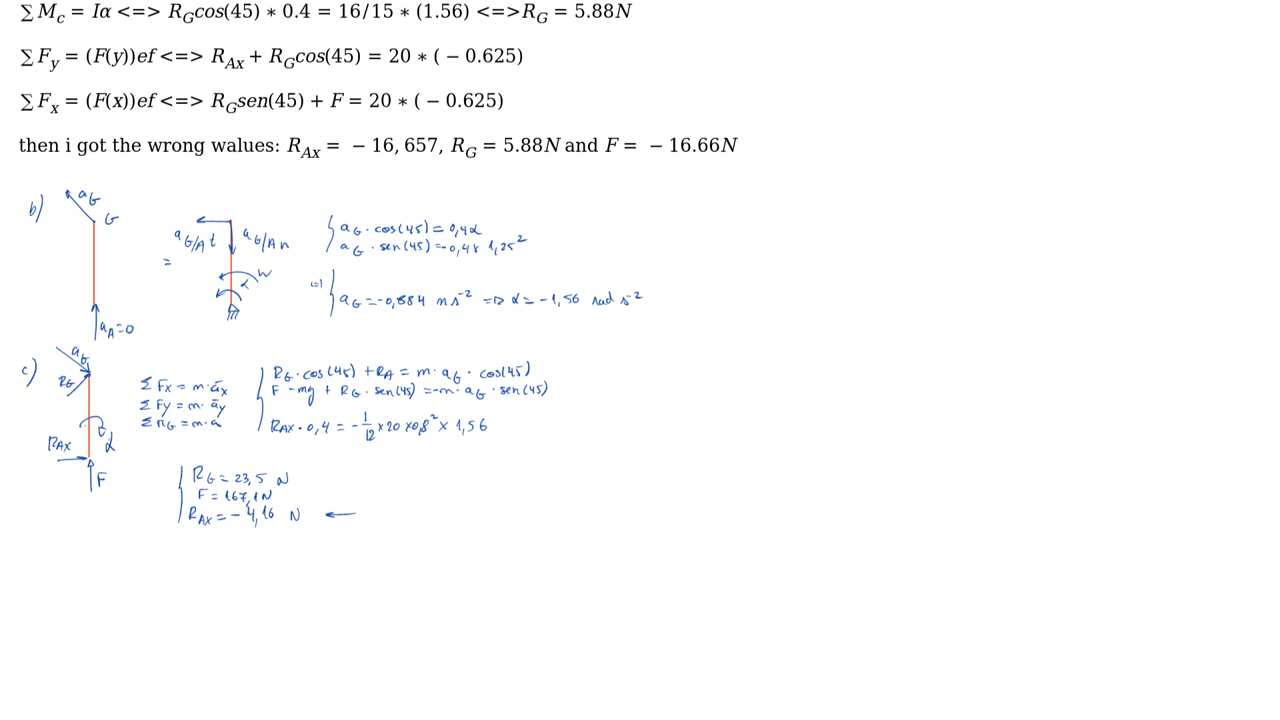 ∑ M_c = Iα <=> R_G cos(45) * 0.4 = 16/15 * (1.56) <=>R_G = 5.88N
∑ F_y = (F(y))ef <=> R_Ax + R_G cos(45) = 20 * ( − 0.625)
∑ F_x = (F(x))ef <=> R_G sen(45) + F = 20 * ( − 0.625)
then i got the wrong walues: R_Ax = − 16, 657, R_G = 5.88N and F = − 16.66N
b)
a_G
G
a_A=0
a_G/A t
=
a_G/A n
w
α
{ a_G · cos(45) = 0,4α
a_G · sen(45) = -0,4 x 1,25²
(=) { a_G = -0,884 m s⁻² => α = -1,56 rad s⁻²
c)
a_G
R_G
α
R_AX
F
Σ Fx = m · āx
Σ Fy = m · āy
{ R_G · cos(45) + R_A = m · a_G · cos(45)
F - mg + R_G · sen(45) = -m · a_G · sen(45)
R_AX · 0,4 = - 1/12 x 20 x 0,8² x 1,56
{ R_G = 23,5 N
F = 167,1 N
R_AX = - 4,16 N ←